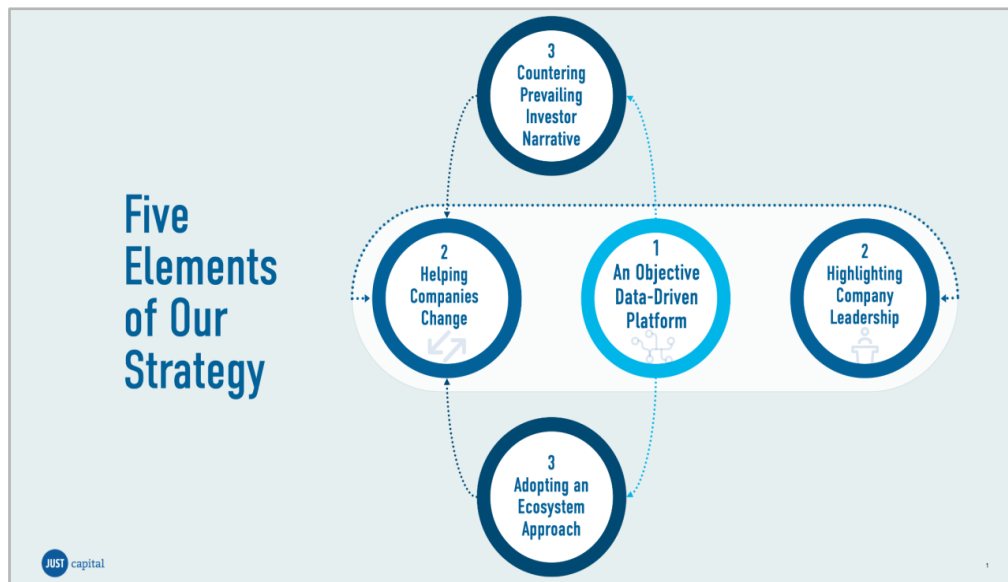 Five
Elements
of Our
Strategy
3
Countering
Prevailing
Investor
Narrative
2
Helping
Companies
Change
1
An Objective
Data-Driven
Platform
2
Highlighting
Company
Leadership
3
Adopting an
Ecosystem
Approach
JUST capital
1